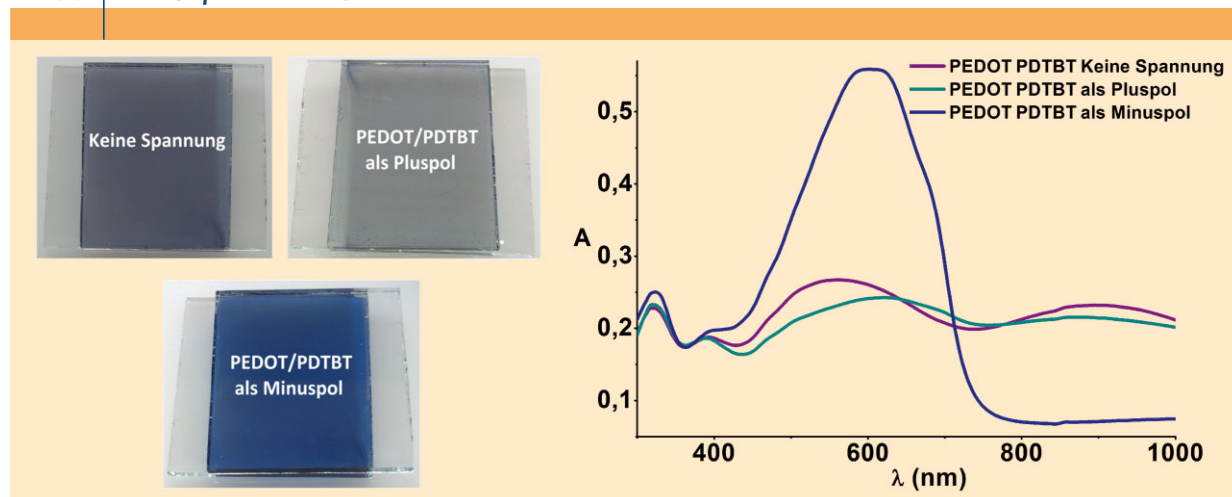 Keine Spannung
PEDOT/PDTBT
als Pluspol
PEDOT/PDTBT
als Minuspol
PEDOT PDTBT Keine Spannung
PEDOT PDTBT als Pluspol
PEDOT PDTBT als Minuspol
A
0,5
0,4
0,3
0,2
0,1
400 600 800 1000
λ (nm)